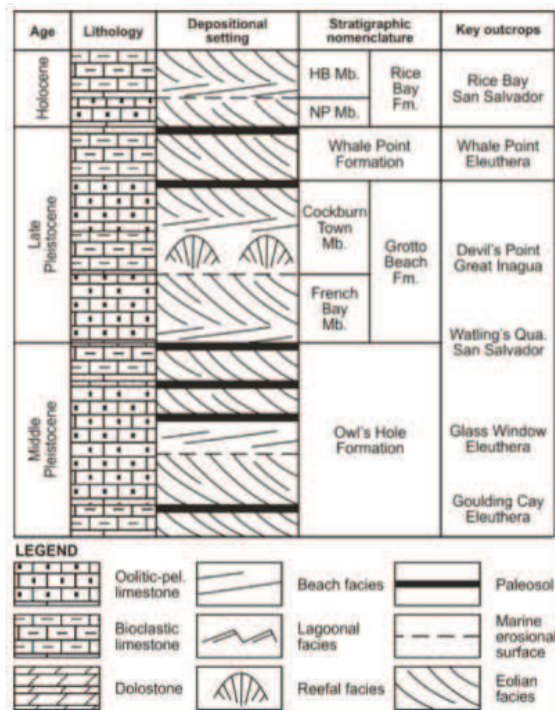 Age
Lithology
Depositional
setting
Stratigraphic
nomenclature
Key outcrops
Holocene
HB Mb.
NP Mb.
Rice
Bay
Fm.
Rice Bay
San Salvador
Late
Pleistocene
Whale Point
Formation
Whale Point
Eleuthera
Cockburn
Town
Mb.
French
Bay
Mb.
Grotto
Beach
Fm.
Devil's Point
Great Inagua
Watling's Qua.
San Salvador
Middle
Pleistocene
Owl's Hole
Formation
Glass Window
Eleuthera
Goulding Cay
Eleuthera
LEGEND
Oolitic-pel.
limestone
Beach facies
Paleosol
Bioclastic
limestone
Lagoonal
facies
Marine
erosional
surface
Dolostone
Reefal facies
Eolian
facies